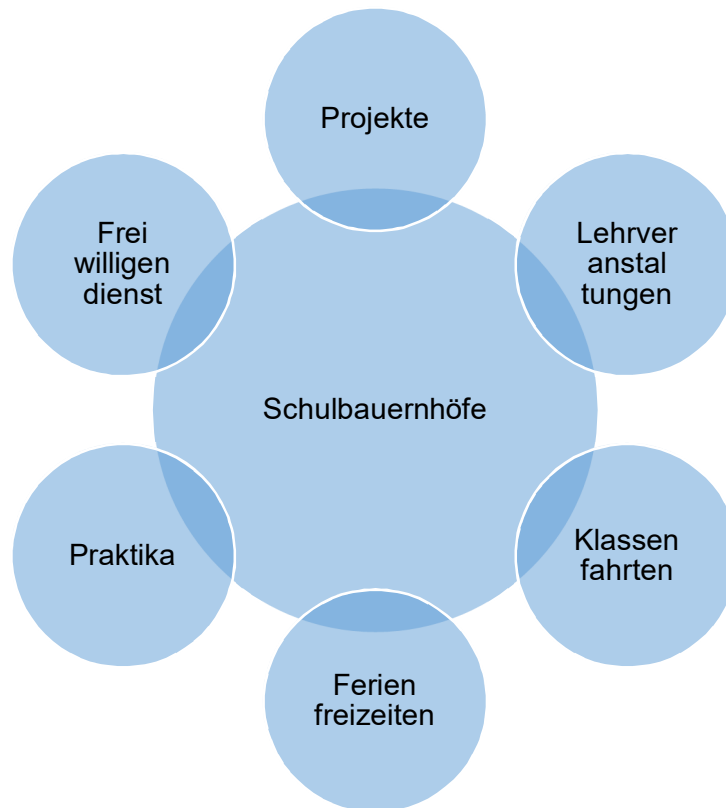 Projekte
Frei
willigen
dienst
Lehrver
anstal
tungen
Schulbauernhöfe
Praktika
Klassen
fahrten
Ferien
freizeiten